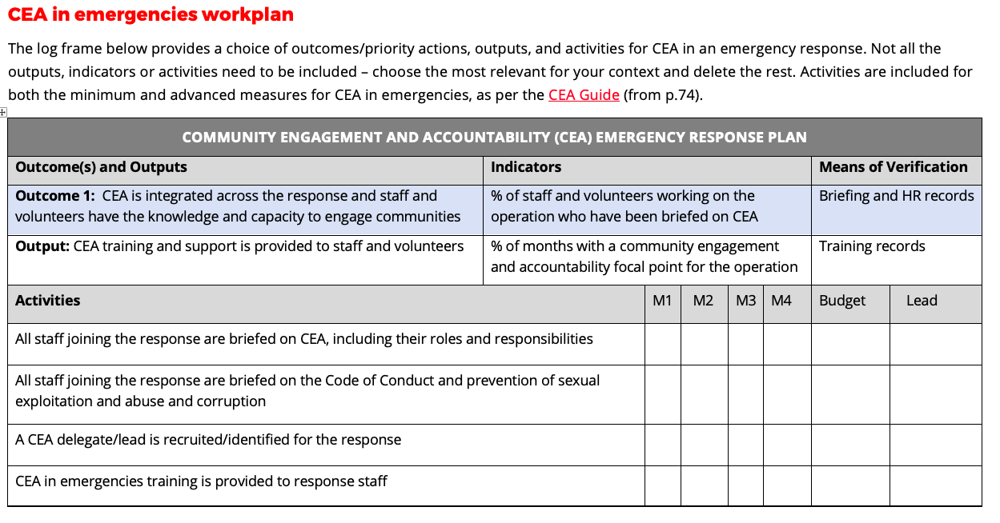 CEA in emergencies workplan
The log frame below provides a choice of outcomes/priority actions, outputs, and activities for CEA in an emergency response. Not all the
outputs, indicators or activities need to be included – choose the most relevant for your context and delete the rest. Activities are included for
both the minimum and advanced measures for CEA in emergencies, as per the CEA Guide (from p.74).
COMMUNITY ENGAGEMENT AND ACCOUNTABILITY (CEA) EMERGENCY RESPONSE PLAN
Outcome(s) and Outputs Indicators Means of Verification
Outcome 1:  CEA is integrated across the response and staff and
volunteers have the knowledge and capacity to engage communities
% of staff and volunteers working on the
operation who have been briefed on CEA
Briefing and HR records
Output: CEA training and support is provided to staff and volunteers
% of months with a community engagement
and accountability focal point for the operation
Training records
Activities M1 M2 M3 M4 Budget Lead
All staff joining the response are briefed on CEA, including their roles and responsibilities
All staff joining the response are briefed on the Code of Conduct and prevention of sexual
exploitation and abuse and corruption
A CEA delegate/lead is recruited/identified for the response
CEA in emergencies training is provided to response staff